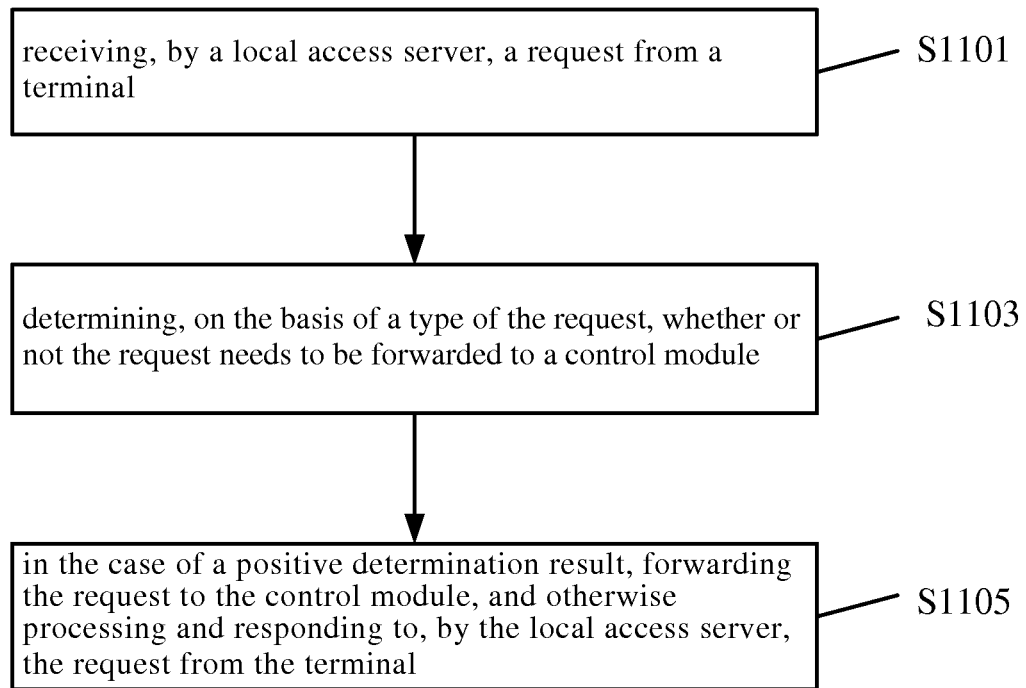 receiving, by a local access server, a request from a
terminal
S1101
determining, on the basis of a type of the request, whether or
not the request needs to be forwarded to a control module
S1103
in the case of a positive determination result, forwarding
the request to the control module, and otherwise
processing and responding to, by the local access server,
the request from the terminal
S1105